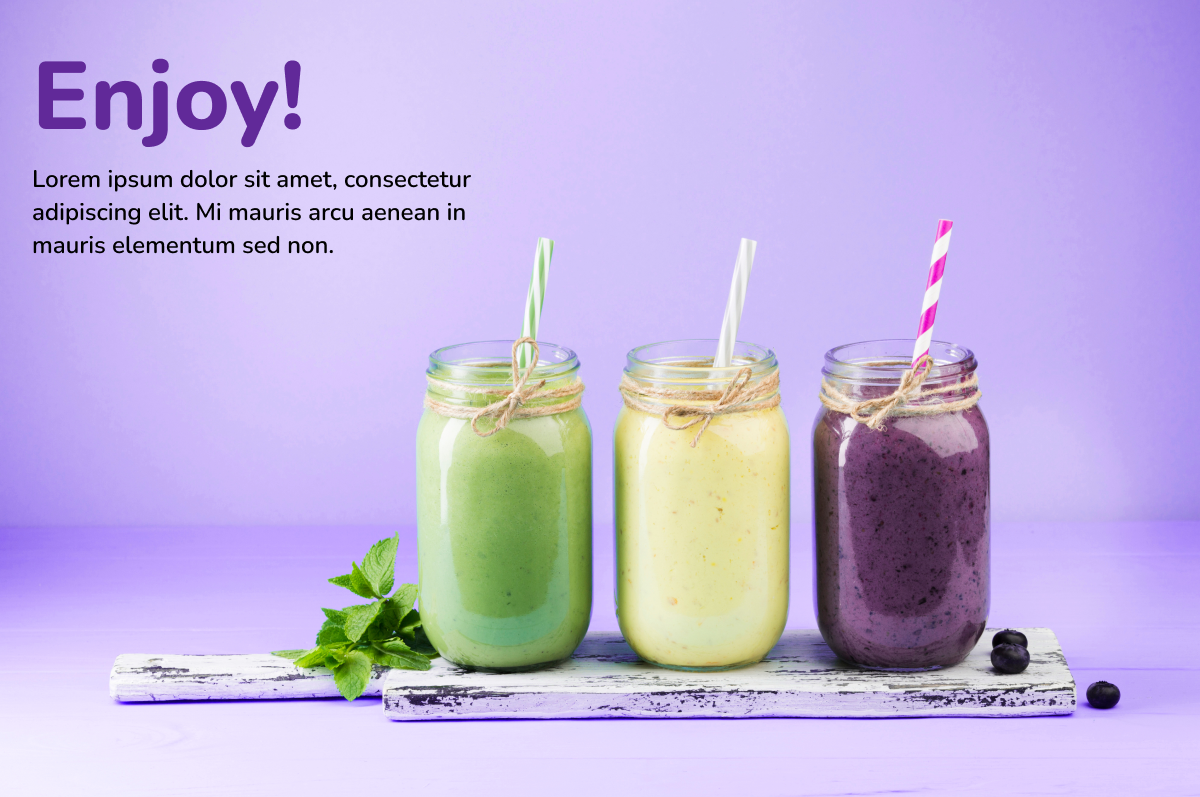 Enjoy!
Lorem ipsum dolor sit amet, consectetur
adipiscing elit. Mi mauris arcu aenean in
mauris elementum sed non.